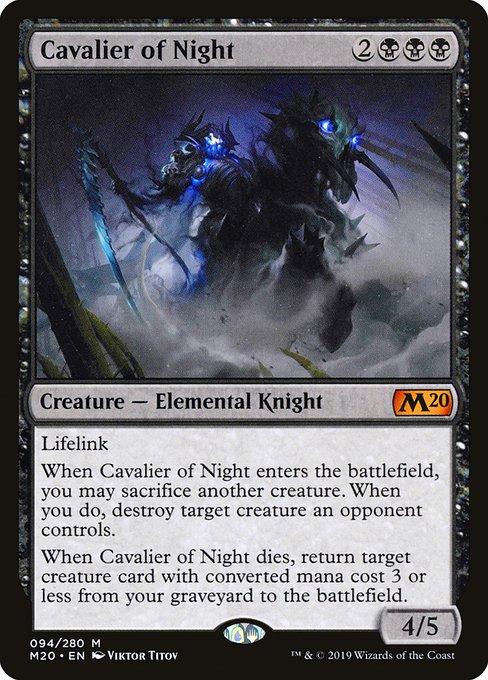 Cavalier of Night 2
Creature — Elemental Knight M20
Lifelink
When Cavalier of Night enters the battlefield,
you may sacrifice another creature. When
you do, destroy target creature an opponent
controls.
When Cavalier of Night dies, return target
creature card with converted mana cost 3 or
less from your graveyard to the battlefield.
4/5
094/280 M
M20 • EN Viktor Titov ™ & © 2019 Wizards of the Coast